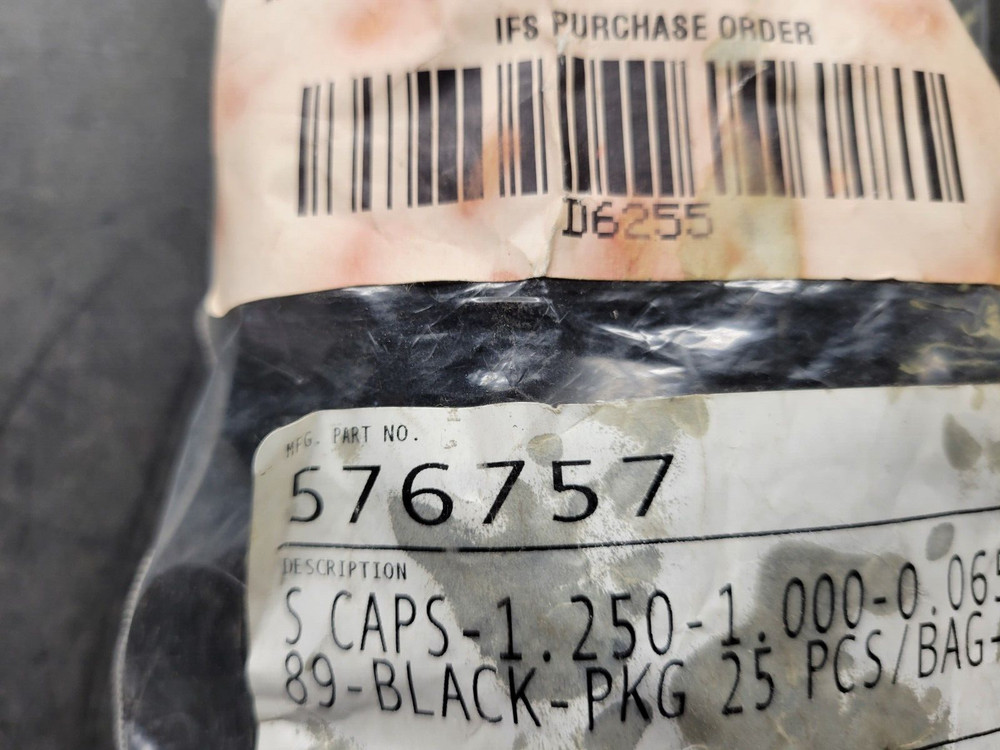 IFS PURCHASE ORDER
D6255
MFG. PART NO.
576757
DESCRIPTION
S CAPS-1.250-1.000-0.065
89-BLACK-PKG 25 PCS/BAG